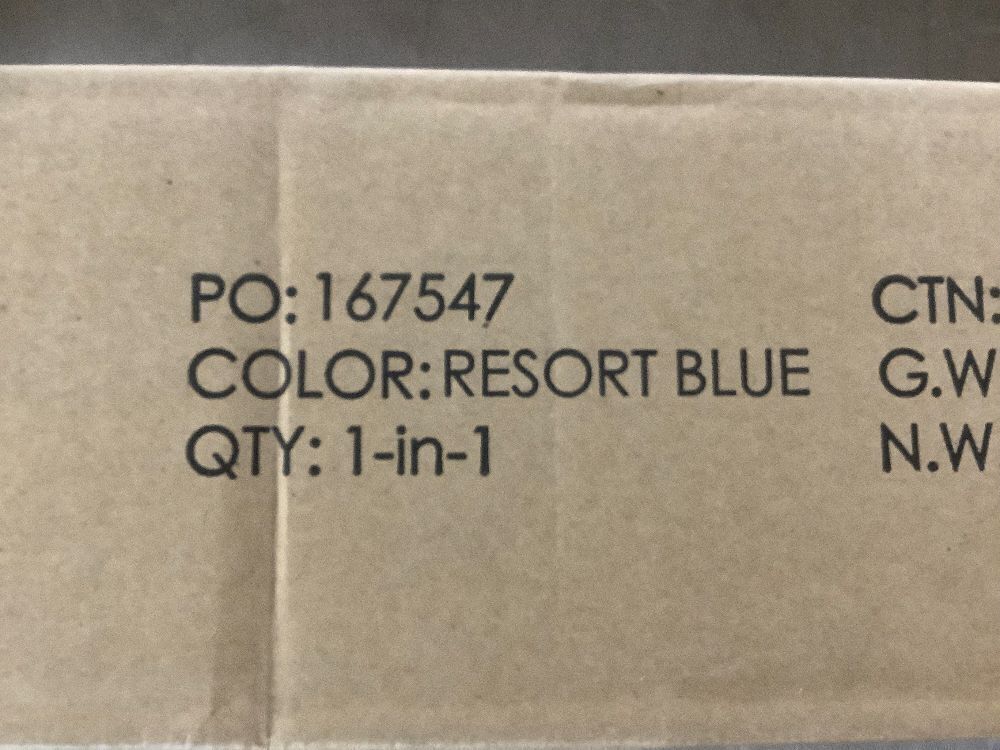 PO: 167547
COLOR: RESORT BLUE
QTY: 1-in-1
CTN:
G.W
N.W